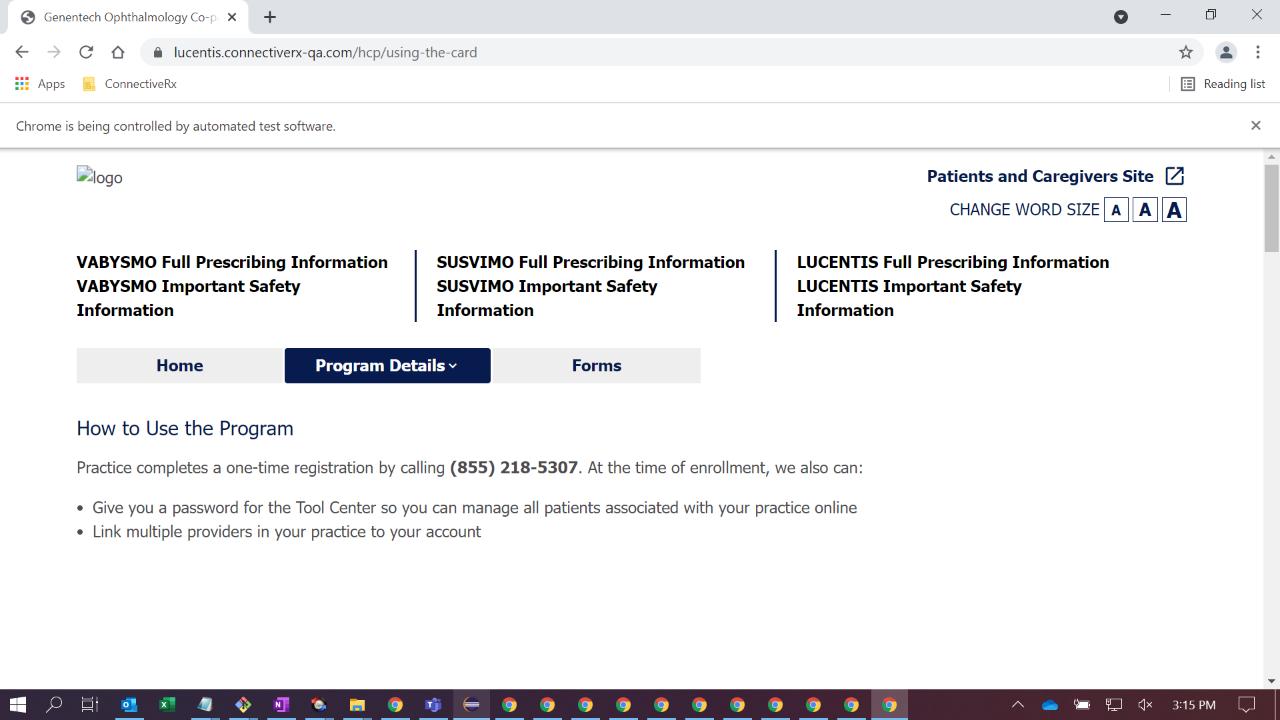 Genentech Ophthalmology Co-p
lucentis.connectiverx-qa.com/hcp/using-the-card
Apps
ConnectiveRx
Reading list
Chrome is being controlled by automated test software.
logo
Patients and Caregivers Site
CHANGE WORD SIZE A A A
VABYSMO Full Prescribing Information
VABYSMO Important Safety
Information
SUSVIMO Full Prescribing Information
SUSVIMO Important Safety
Information
LUCENTIS Full Prescribing Information
LUCENTIS Important Safety
Information
Home
Program Details
Forms
How to Use the Program
Practice completes a one-time registration by calling (855) 218-5307. At the time of enrollment, we also can:
• Give you a password for the Tool Center so you can manage all patients associated with your practice online
• Link multiple providers in your practice to your account
3:15 PM